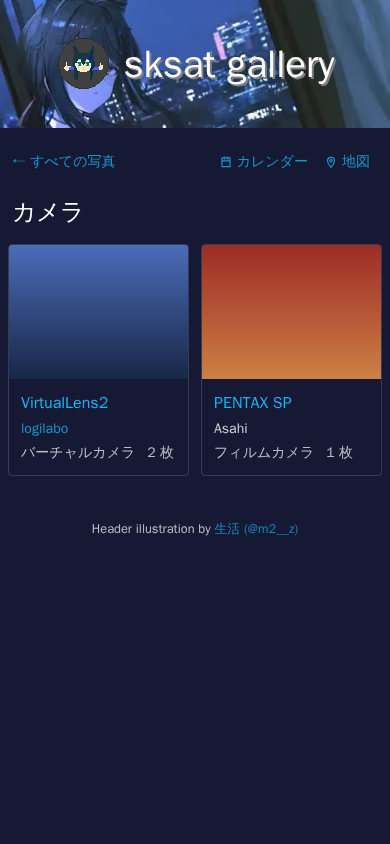 sksat gallery
← すべての写真 カレンダー 地図
カメラ
VirtualLens2
logilabo
バーチャルカメラ 2 枚
PENTAX SP
Asahi
フィルムカメラ 1 枚
Header illustration by 生活 (@m2__z)